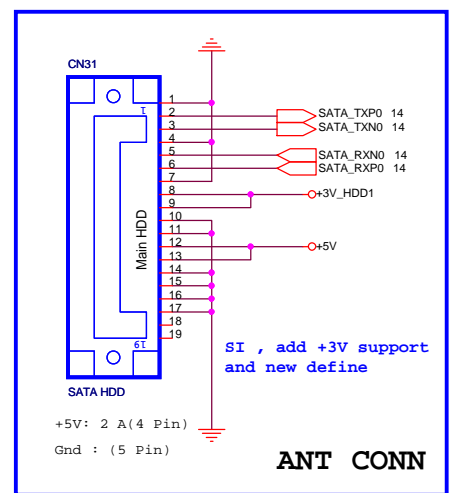 CN31
1
1
2
SATA_TXP0 14
3
SATA_TXN0 14
4
5
SATA_RXN0 14
6
SATA_RXP0 14
7
8
+3V_HDD1
9
10
11
12
+5V
13
14
15
16
17
18
19
19
Main HDD
SATA HDD
SI , add +3V support
and new define
+5V: 2 A(4 Pin)
Gnd : (5 Pin)
ANT CONN